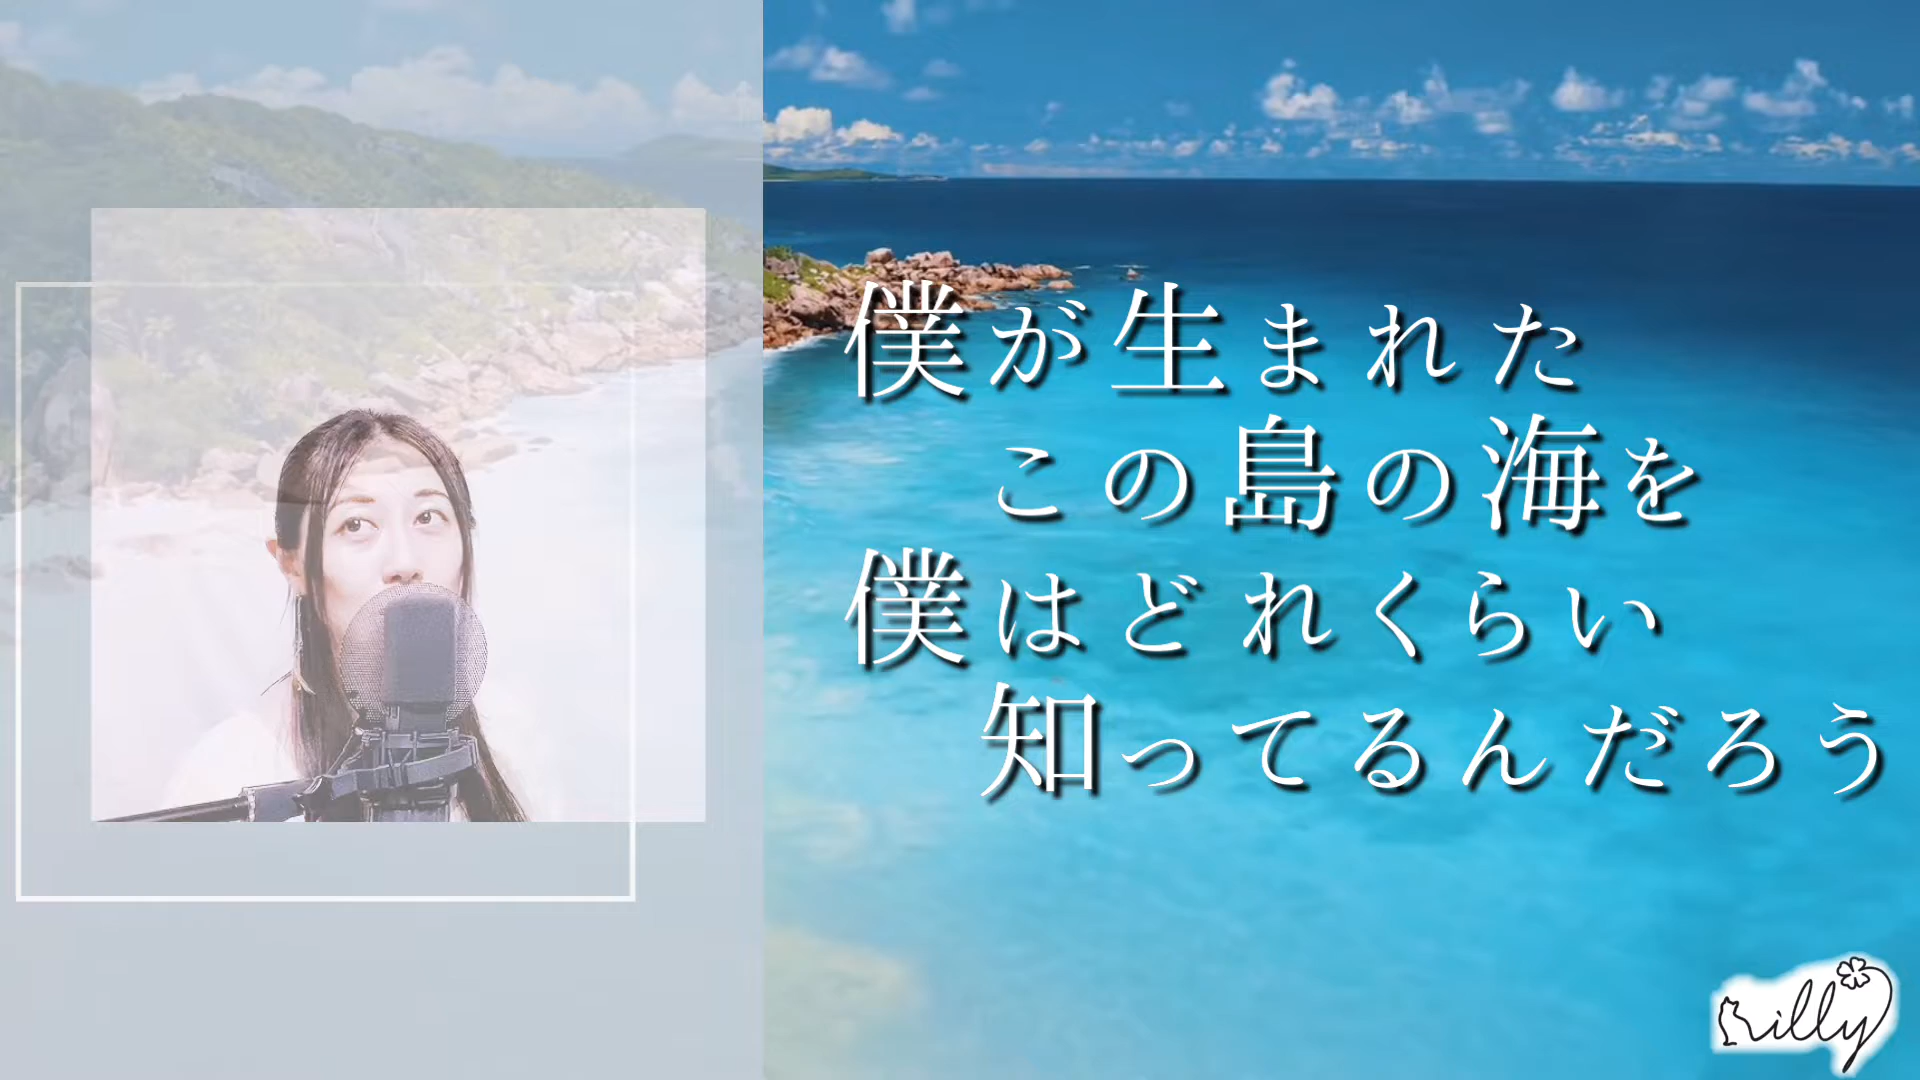 僕が生まれた
この島の海を
僕はどれくらい
知ってるんだろう
Rilly